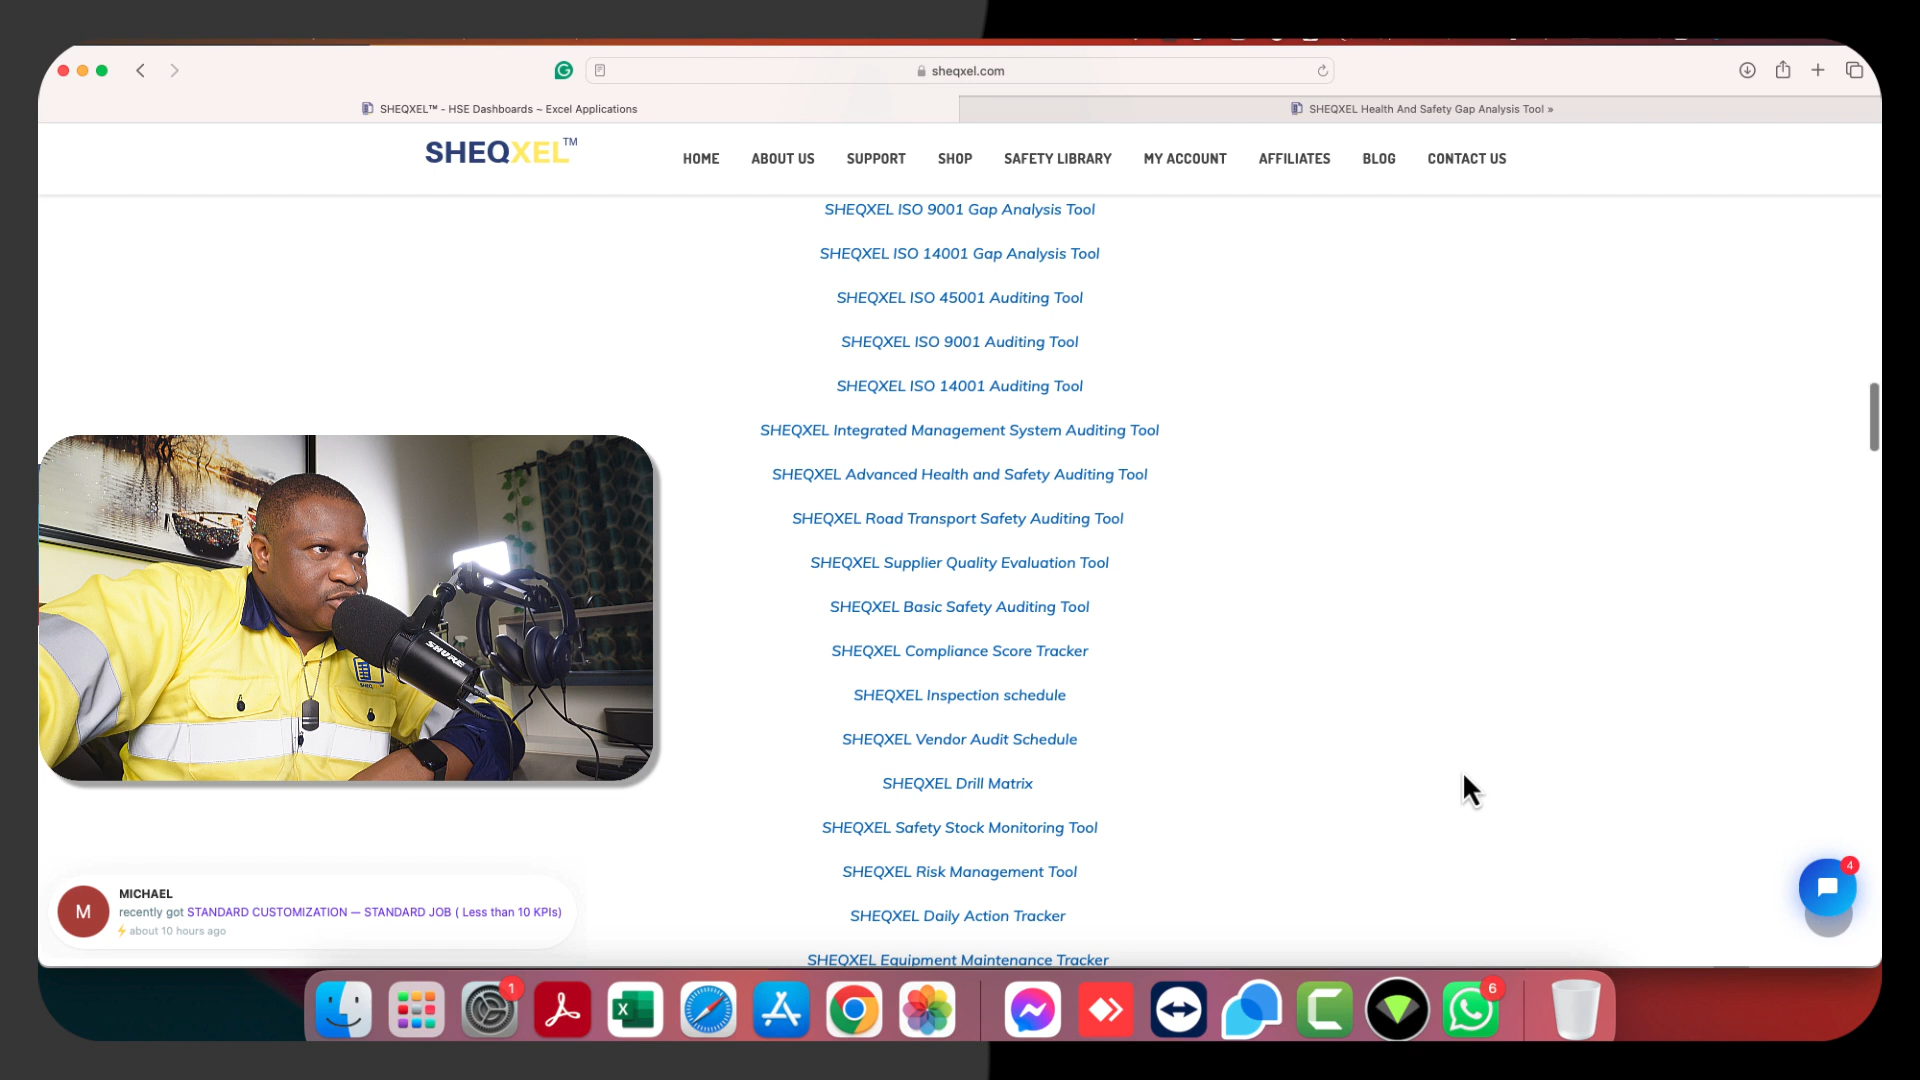 sheqxel.com
SHEQXEL™ - HSE Dashboards ~ Excel Applications
SHEQXEL Health And Safety Gap Analysis Tool »
SHEQXEL™
HOME ABOUT US SUPPORT SHOP SAFETY LIBRARY MY ACCOUNT AFFILIATES BLOG CONTACT US
SHEQXEL ISO 9001 Gap Analysis Tool
SHEQXEL ISO 14001 Gap Analysis Tool
SHEQXEL ISO 45001 Auditing Tool
SHEQXEL ISO 9001 Auditing Tool
SHEQXEL ISO 14001 Auditing Tool
SHEQXEL Integrated Management System Auditing Tool
SHEQXEL Advanced Health and Safety Auditing Tool
SHEQXEL Road Transport Safety Auditing Tool
SHEQXEL Supplier Quality Evaluation Tool
SHEQXEL Basic Safety Auditing Tool
SHEQXEL Compliance Score Tracker
SHEQXEL Inspection schedule
SHEQXEL Vendor Audit Schedule
SHEQXEL Drill Matrix
SHEQXEL Safety Stock Monitoring Tool
SHEQXEL Risk Management Tool
SHEQXEL Daily Action Tracker
SHEQXEL Equipment Maintenance Tracker
SHURE
M
MICHAEL
recently got STANDARD CUSTOMIZATION — STANDARD JOB ( Less than 10 KPIs)
about 10 hours ago
4
1
X
6